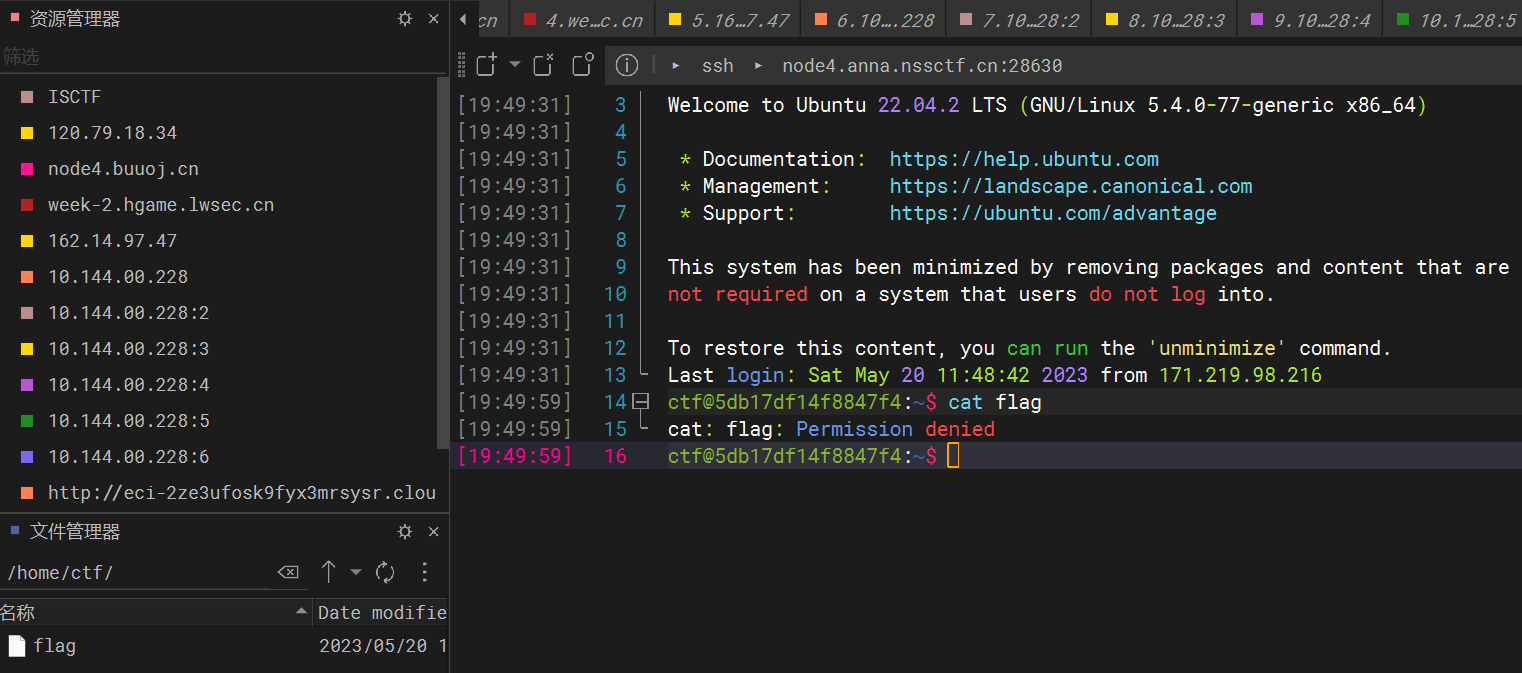 资源管理器
筛选
ISCTF
120.79.18.34
node4.buuoj.cn
week-2.hgame.lwsec.cn
162.14.97.47
10.144.00.228
10.144.00.228:2
10.144.00.228:3
10.144.00.228:4
10.144.00.228:5
10.144.00.228:6
http://eci-2ze3ufosk9fyx3mrsysr.clou
文件管理器
/home/ctf/
名称 Date modifie
flag 2023/05/20 1
cn 4.we…c.cn 5.16…7.47 6.10….228 7.10…28:2 8.10…28:3 9.10…28:4 10.1…28:5
ssh node4.anna.nssctf.cn:28630
[19:49:31] 3 Welcome to Ubuntu 22.04.2 LTS (GNU/Linux 5.4.0-77-generic x86_64)
[19:49:31] 4
[19:49:31] 5 * Documentation: https://help.ubuntu.com
[19:49:31] 6 * Management: https://landscape.canonical.com
[19:49:31] 7 * Support: https://ubuntu.com/advantage
[19:49:31] 8
[19:49:31] 9 This system has been minimized by removing packages and content that are
[19:49:31] 10 not required on a system that users do not log into.
[19:49:31] 11
[19:49:31] 12 To restore this content, you can run the 'unminimize' command.
[19:49:31] 13 Last login: Sat May 20 11:48:42 2023 from 171.219.98.216
[19:49:59] 14 ctf@5db17df14f8847f4:~$ cat flag
[19:49:59] 15 cat: flag: Permission denied
[19:49:59] 16 ctf@5db17df14f8847f4:~$